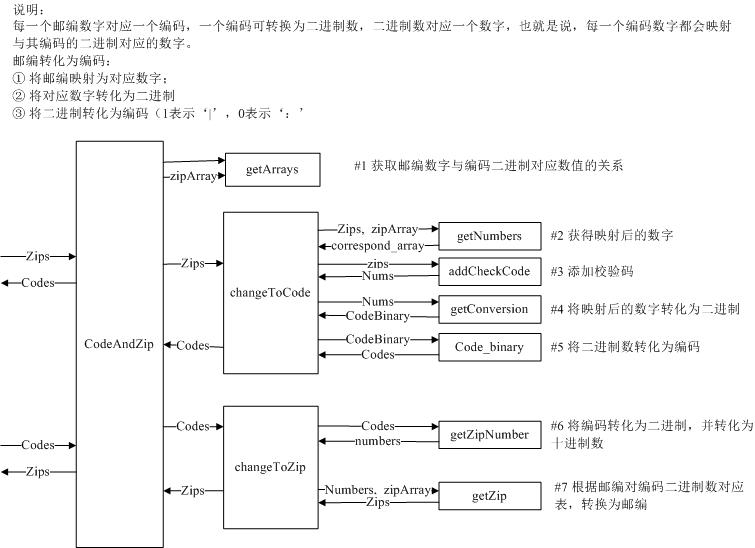 说明：
每一个邮编数字对应一个编码，一个编码可转换为二进制数，二进制数对应一个数字，也就是说，每一个编码数字都会映射
与其编码的二进制对应的数字。
邮编转化为编码：
① 将邮编映射为对应数字；
② 将对应数字转化为二进制
③ 将二进制转化为编码（1表示‘|’，0表示‘：’
getArrays
zipArray
#1 获取邮编数字与编码二进制对应数值的关系
Zips
Codes
CodeAndZip
Zips
Codes
changeToCode
Zips, zipArray
correspond_array
getNumbers
#2 获得映射后的数字
zips
Nums
addCheckCode
#3 添加校验码
Nums
CodeBinary
getConversion
#4 将映射后的数字转化为二进制
CodeBinary
Codes
Code_binary
#5 将二进制数转化为编码
Codes
Zips
Codes
Zips
changeToZip
Codes
numbers
getZipNumber
#6 将编码转化为二进制，并转化为
十进制数
Numbers, zipArray
Zips
getZip
#7 根据邮编对编码二进制数对应
表，转换为邮编